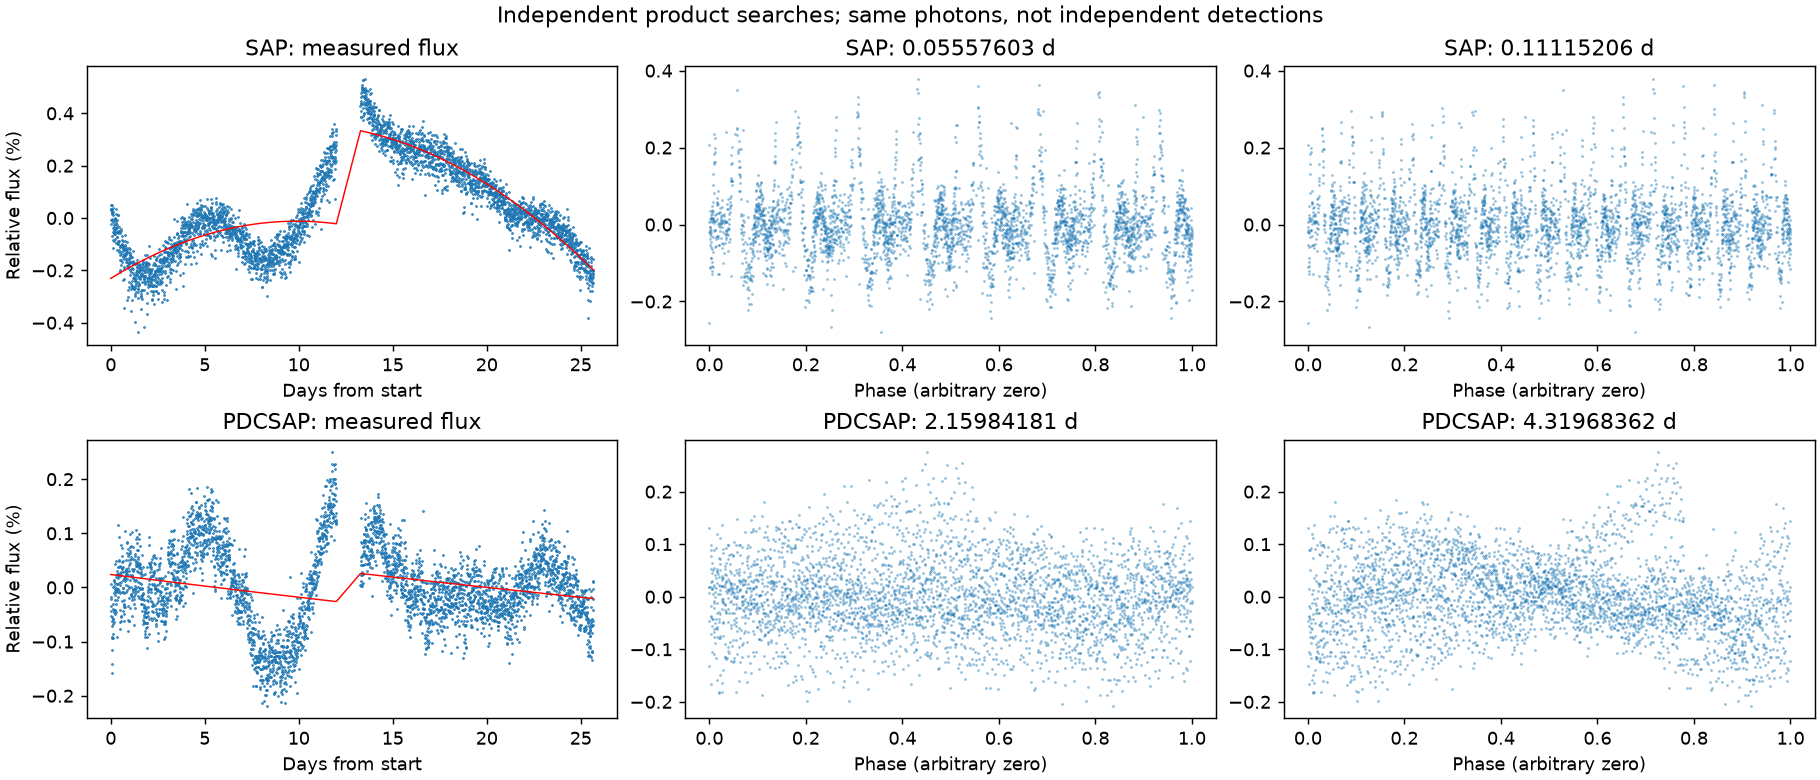 Independent product searches; same photons, not independent detections
SAP: measured flux
Relative flux (%)
0.4
0.2
0.0
−0.2
−0.4
0 5 10 15 20 25
Days from start
SAP: 0.05557603 d
0.4
0.2
0.0
−0.2
0.0 0.2 0.4 0.6 0.8 1.0
Phase (arbitrary zero)
SAP: 0.11115206 d
0.4
0.2
0.0
−0.2
0.0 0.2 0.4 0.6 0.8 1.0
Phase (arbitrary zero)
PDCSAP: measured flux
Relative flux (%)
0.2
0.1
0.0
−0.1
−0.2
0 5 10 15 20 25
Days from start
PDCSAP: 2.15984181 d
0.2
0.1
0.0
−0.1
−0.2
0.0 0.2 0.4 0.6 0.8 1.0
Phase (arbitrary zero)
PDCSAP: 4.31968362 d
0.2
0.1
0.0
−0.1
−0.2
0.0 0.2 0.4 0.6 0.8 1.0
Phase (arbitrary zero)